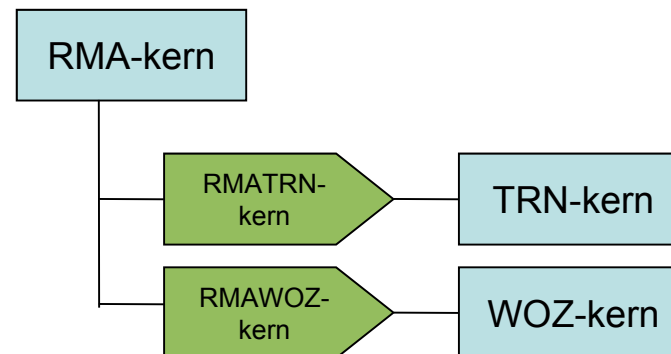 RMA-kern
RMATRN-
kern
TRN-kern
RMAWOZ-
kern
WOZ-kern